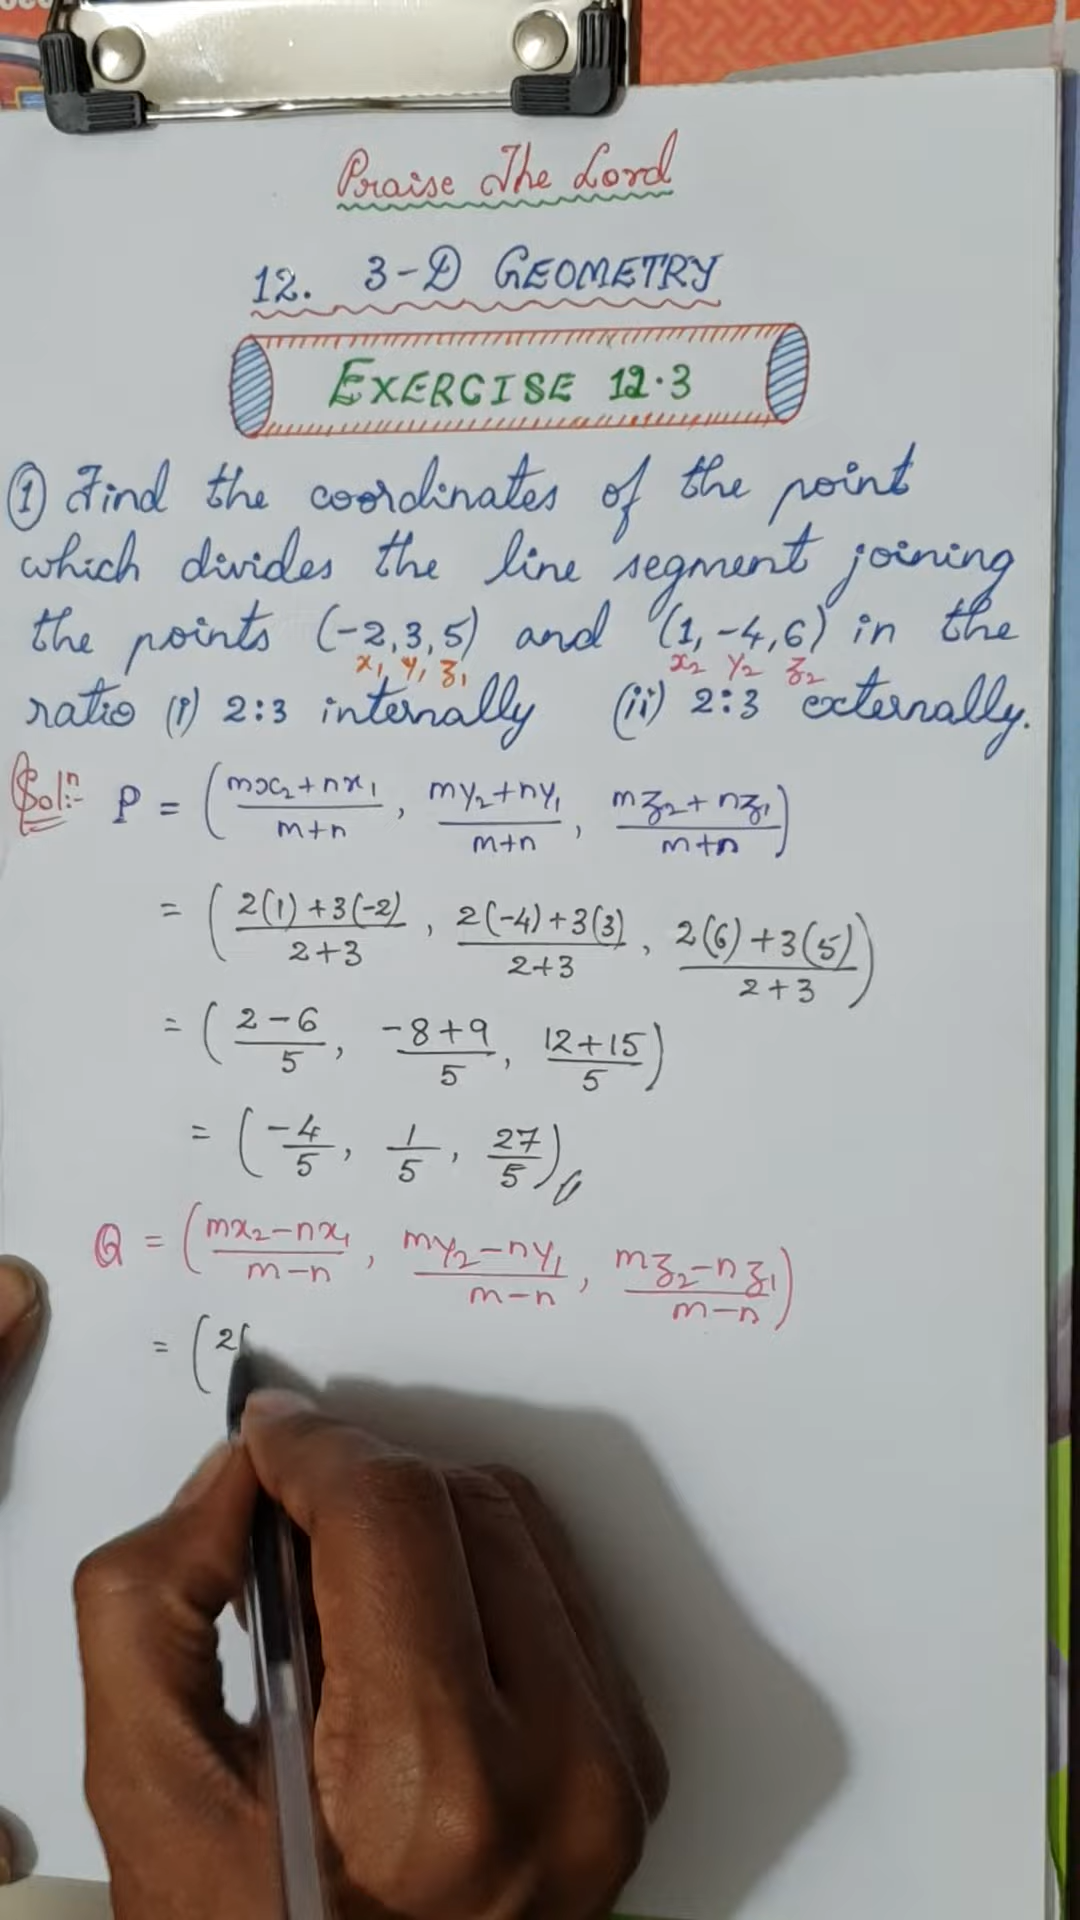 Praise The Lord
12. 3-D GEOMETRY
EXERCISE 12.3
① Find the coordinates of the point
which divides the line segment joining
the points (-2,3,5) and (1,-4,6) in the
x₁ y₁ z₁ x₂ y₂ z₂
ratio (i) 2:3 internally (ii) 2:3 externally.
Solⁿ:- P = ( (mx₂+nx₁)/(m+n) , (my₂+ny₁)/(m+n) , (mz₂+nz₁)/(m+n) )
= ( (2(1)+3(-2))/(2+3) , (2(-4)+3(3))/(2+3) , (2(6)+3(5))/(2+3) )
= ( (2-6)/5 , (-8+9)/5 , (12+15)/5 )
= ( -4/5 , 1/5 , 27/5 )
Q = ( (mx₂-nx₁)/(m-n) , (my₂-ny₁)/(m-n) , (mz₂-nz₁)/(m-n) )
= ( 2(